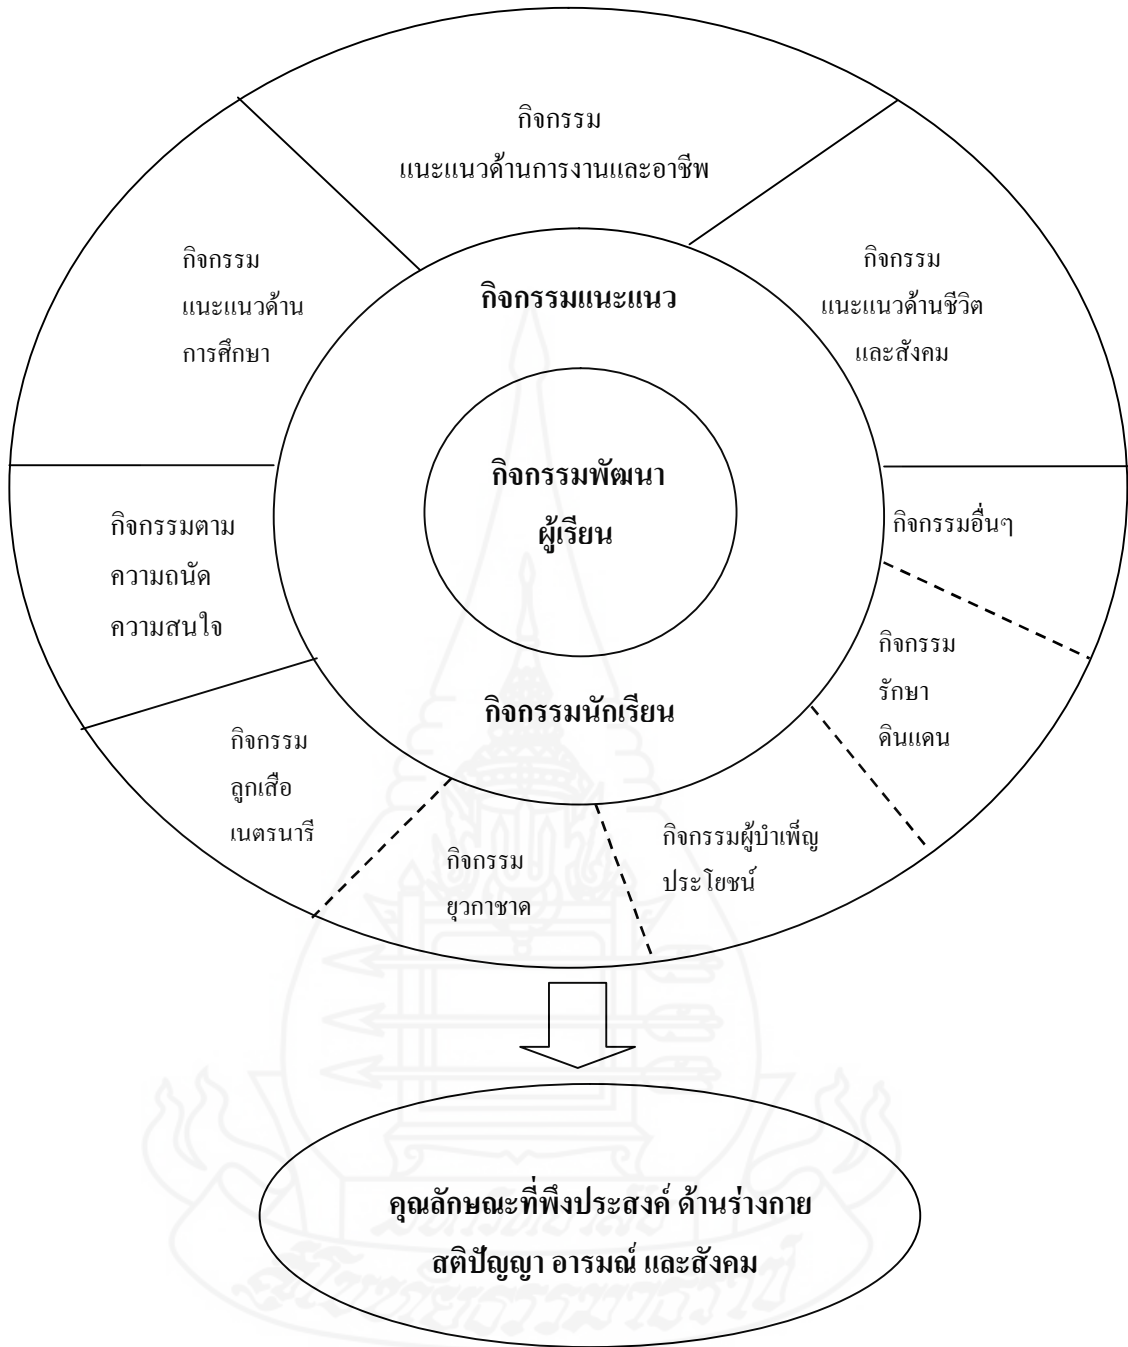 กิจกรรม
แนะแนวด้านการงานและอาชีพ
กิจกรรม
แนะแนวด้าน
การศึกษา
กิจกรรม
แนะแนวด้านชีวิต
และสังคม
กิจกรรมแนะแนว
กิจกรรมพัฒนา
ผู้เรียน
กิจกรรมตาม
ความถนัด
ความสนใจ
กิจกรรมอื่นๆ
กิจกรรม
รักษา
ดินแดน
กิจกรรมนักเรียน
กิจกรรม
ลูกเสือ
เนตรนารี
กิจกรรม
ยุวกาชาด
กิจกรรมผู้บำเพ็ญ
ประโยชน์
คุณลักษณะที่พึงประสงค์ ด้านร่างกาย
สติปัญญา อารมณ์ และสังคม